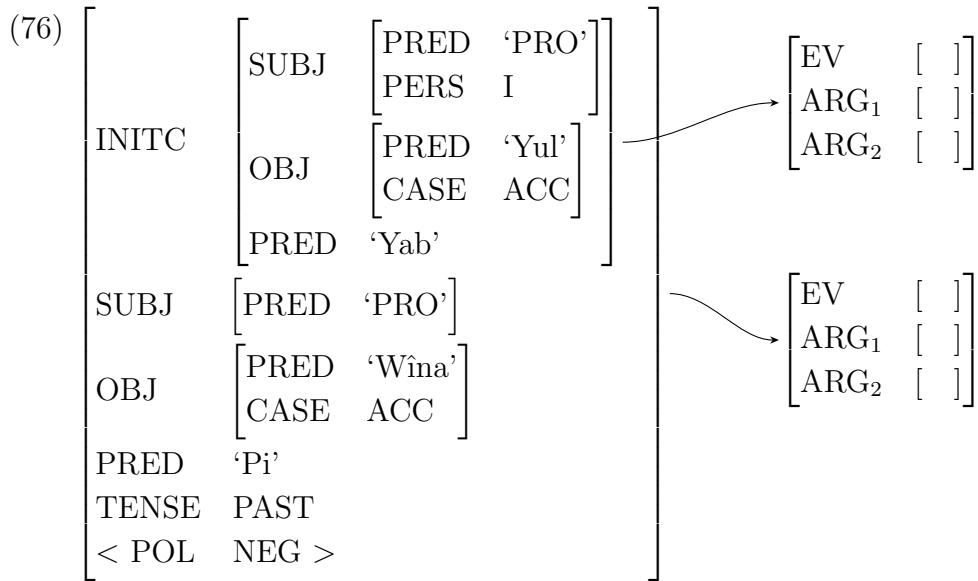 (76)
SUBJ [PRED ‘PRO’
PERS I]
INITC
OBJ [PRED ‘Yul’
CASE ACC]
PRED ‘Yab’
SUBJ [PRED ‘PRO’]
OBJ [PRED ‘Wîna’
CASE ACC]
PRED ‘Pi’
TENSE PAST
< POL NEG >
[EV [ ]
ARG₁ [ ]
ARG₂ [ ]]
[EV [ ]
ARG₁ [ ]
ARG₂ [ ]]